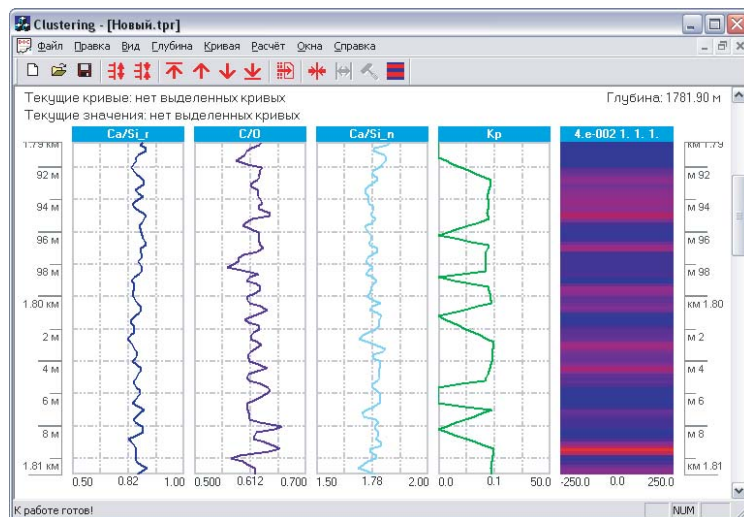 Clustering - [Новый.tpr]
Файл Правка Вид Глубина Кривая Расчёт Окна Справка
Текущие кривые: нет выделенных кривых Глубина: 1781.90 м
Текущие значения: нет выделенных кривых
Ca/Si_r C/O Ca/Si_n Кр 4.e-002 1. 1. 1.
1.79 км км 1.79
92 м м 92
94 м м 94
96 м м 96
98 м м 98
1.80 км км 1.80
2 м м 2
4 м м 4
6 м м 6
8 м м 8
1.81 км км 1.81
0.50 0.82 1.00 0.500 0.612 0.700 1.50 1.78 2.00 0.0 0.1 50.0 -250.0 0.0 250.0
К работе готов! NUM